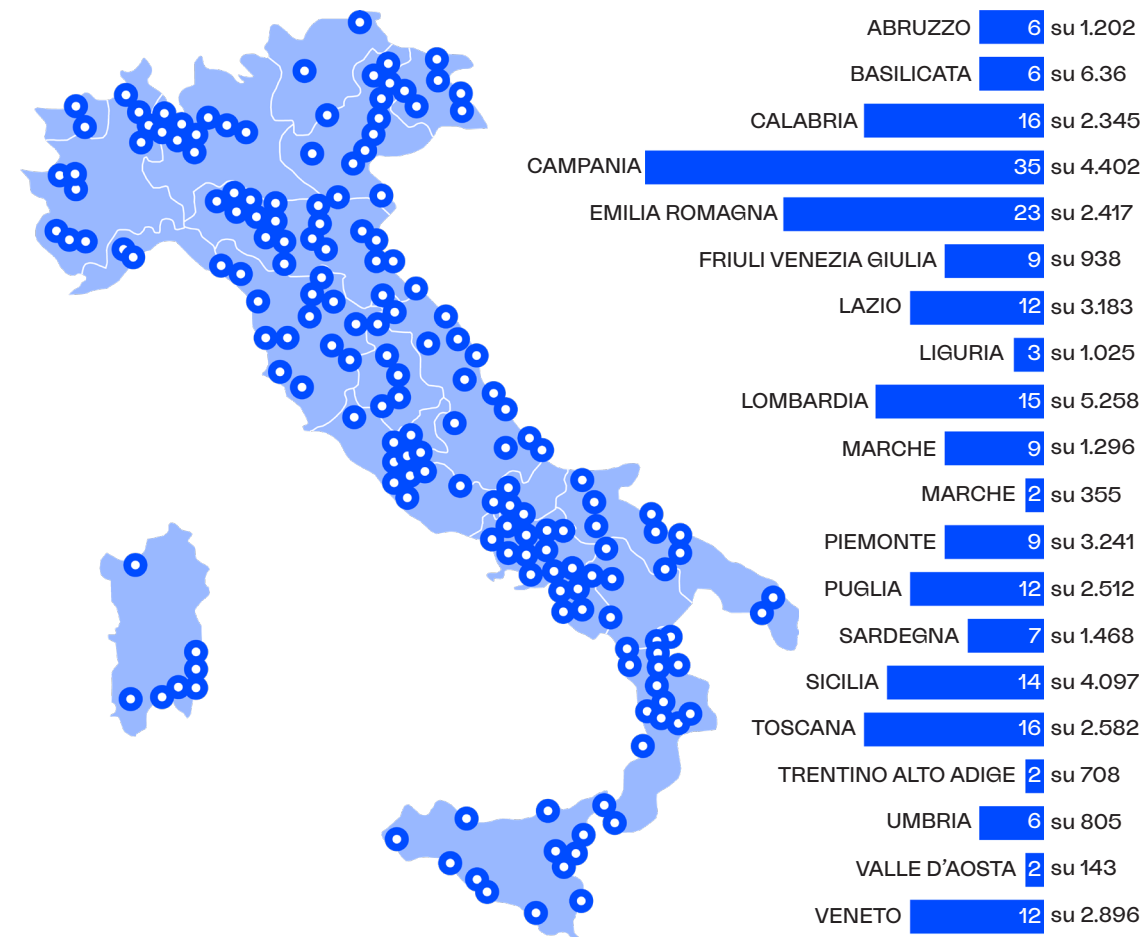 ABRUZZO 6 su 1.202
BASILICATA 6 su 6.36
CALABRIA 16 su 2.345
CAMPANIA 35 su 4.402
EMILIA ROMAGNA 23 su 2.417
FRIULI VENEZIA GIULIA 9 su 938
LAZIO 12 su 3.183
LIGURIA 3 su 1.025
LOMBARDIA 15 su 5.258
MARCHE 9 su 1.296
MARCHE 2 su 355
PIEMONTE 9 su 3.241
PUGLIA 12 su 2.512
SARDEGNA 7 su 1.468
SICILIA 14 su 4.097
TOSCANA 16 su 2.582
TRENTINO ALTO ADIGE 2 su 708
UMBRIA 6 su 805
VALLE D’AOSTA 2 su 143
VENETO 12 su 2.896